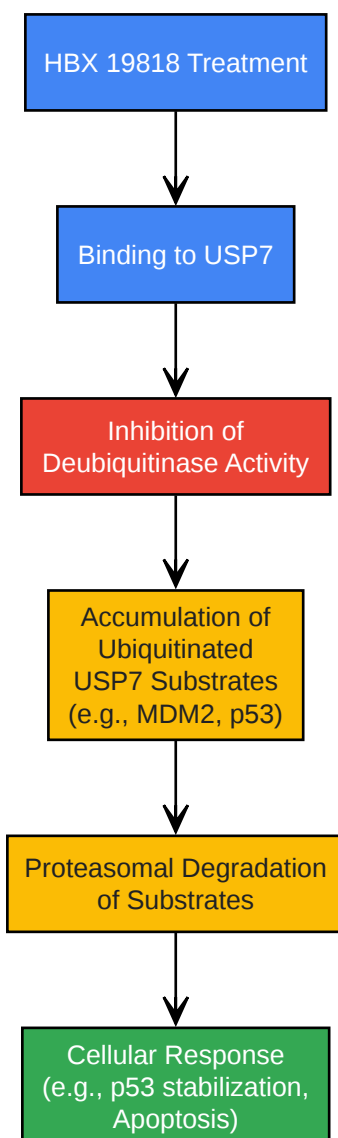 HBX 19818 Treatment
Binding to USP7
Inhibition of
Deubiquitinase Activity
Accumulation of
Ubiquitinated
USP7 Substrates
(e.g., MDM2, p53)
Proteasomal Degradation
of Substrates
Cellular Response
(e.g., p53 stabilization,
Apoptosis)